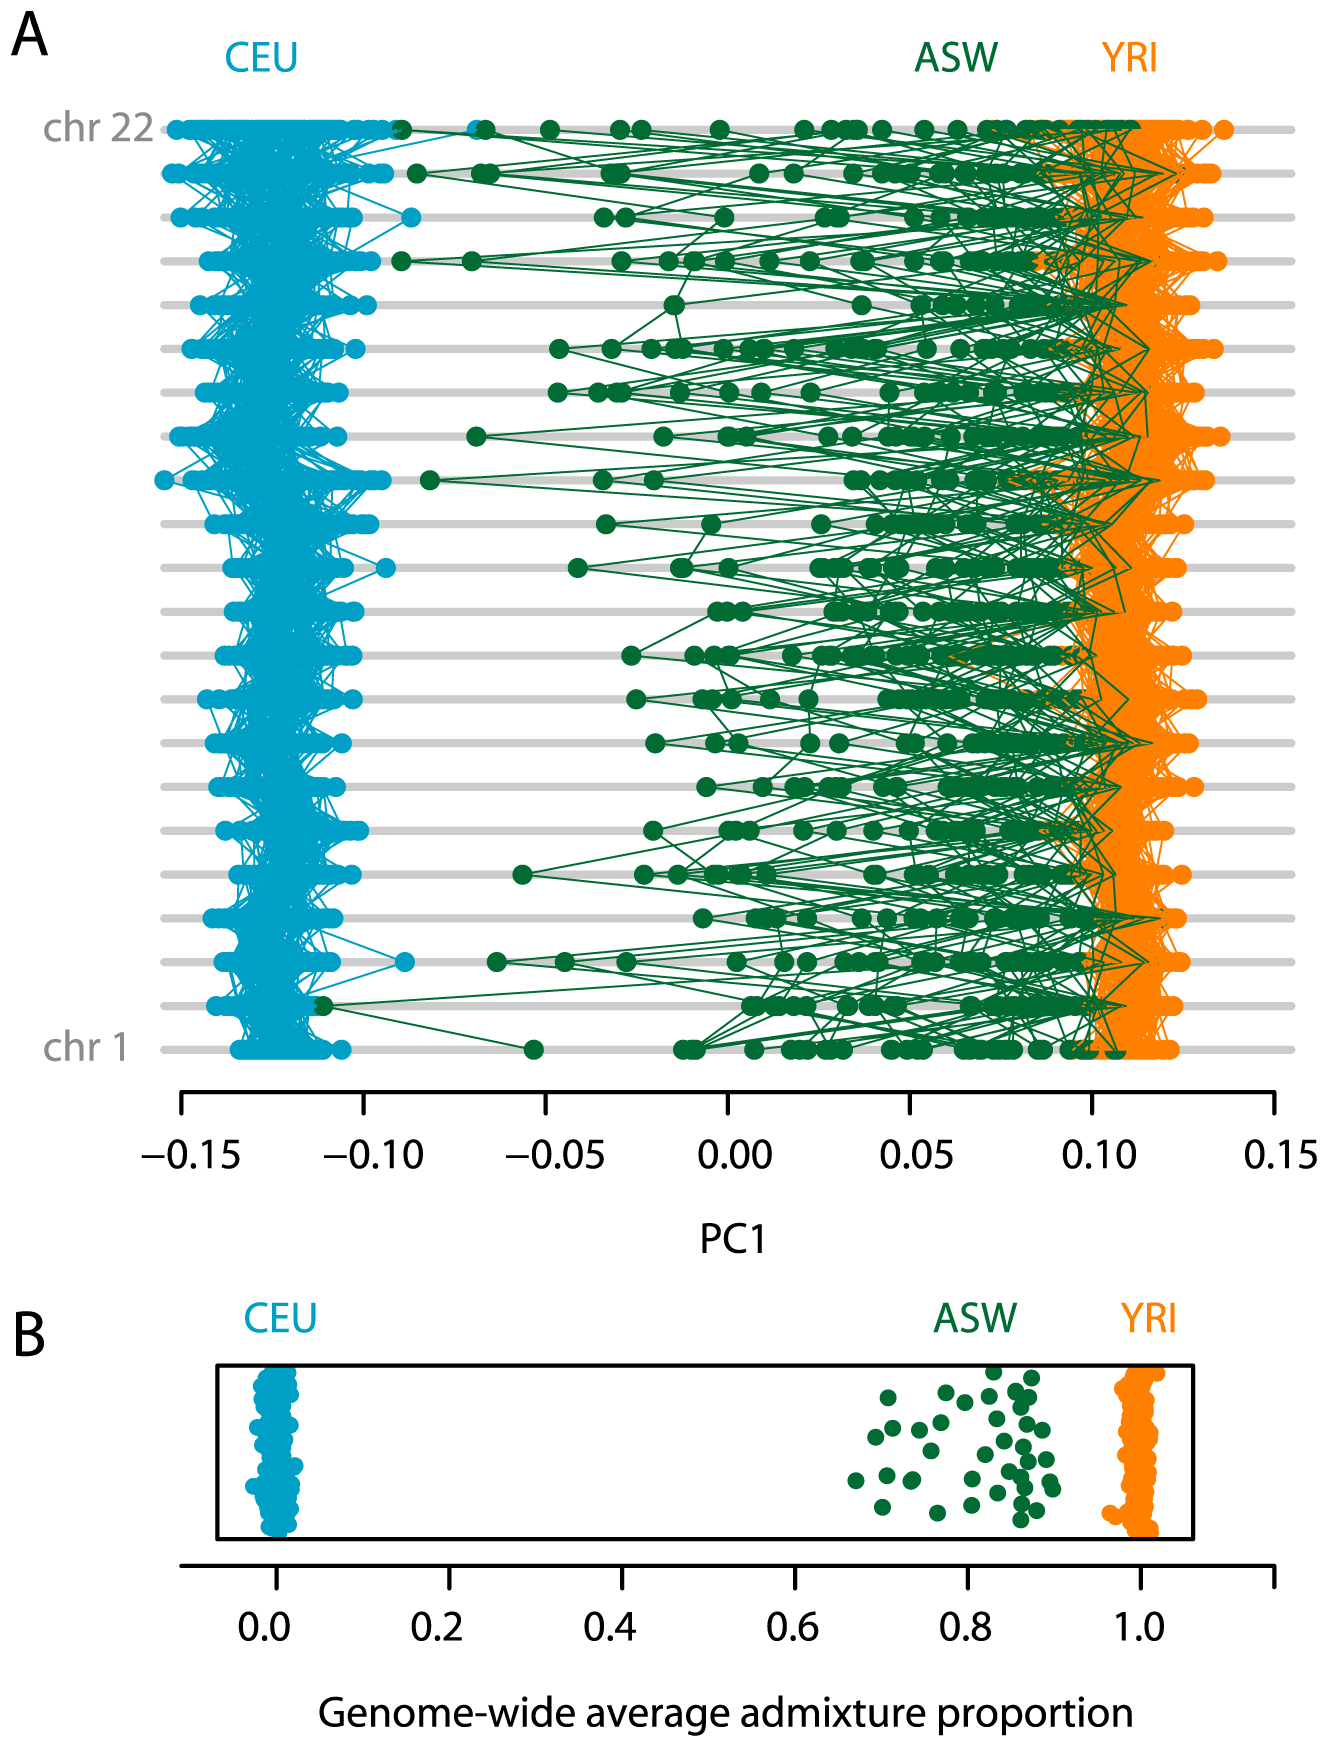 A
CEU ASW YRI
chr 22
chr 1
−0.15 −0.10 −0.05 0.00 0.05 0.10 0.15
PC1
B
CEU ASW YRI
0.0 0.2 0.4 0.6 0.8 1.0
Genome-wide average admixture proportion